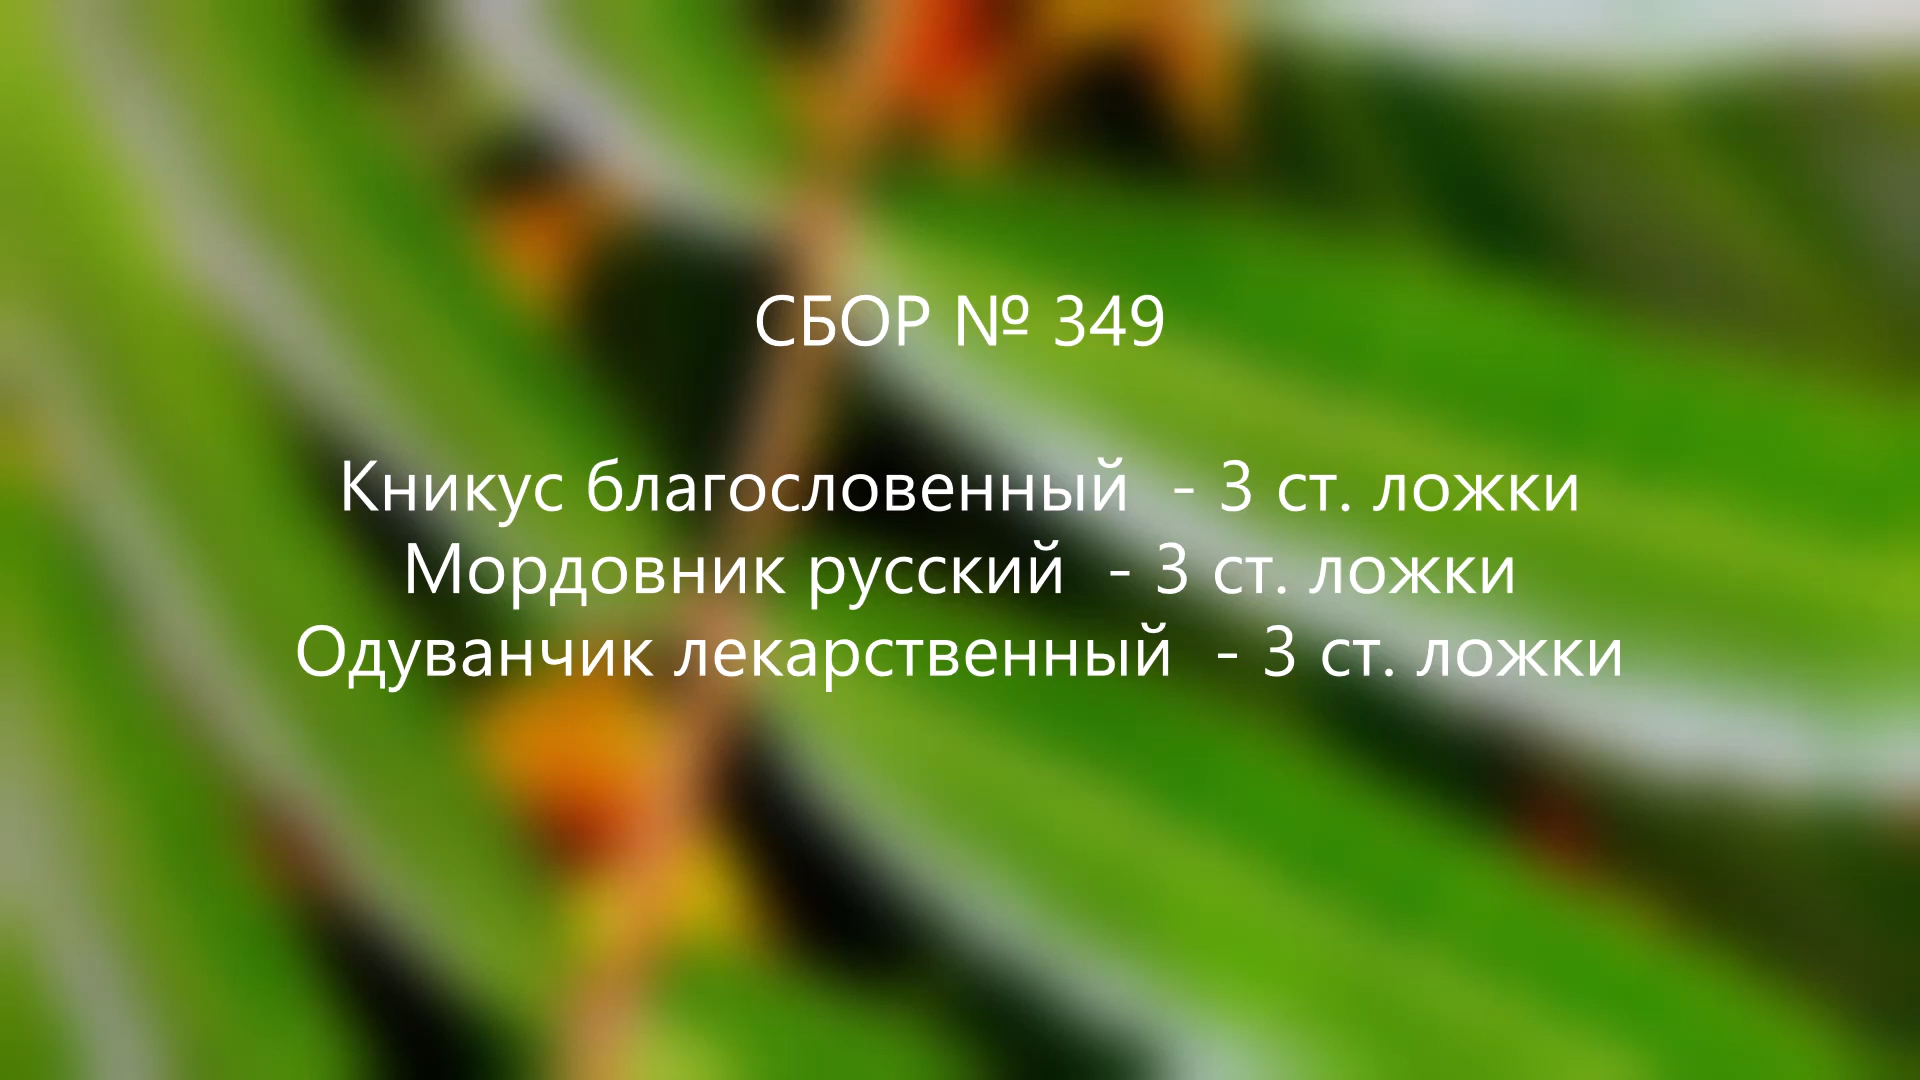 СБОР № 349
Кникус благословенный  - 3 ст. ложки
Мордовник русский  - 3 ст. ложки
Одуванчик лекарственный  - 3 ст. ложки